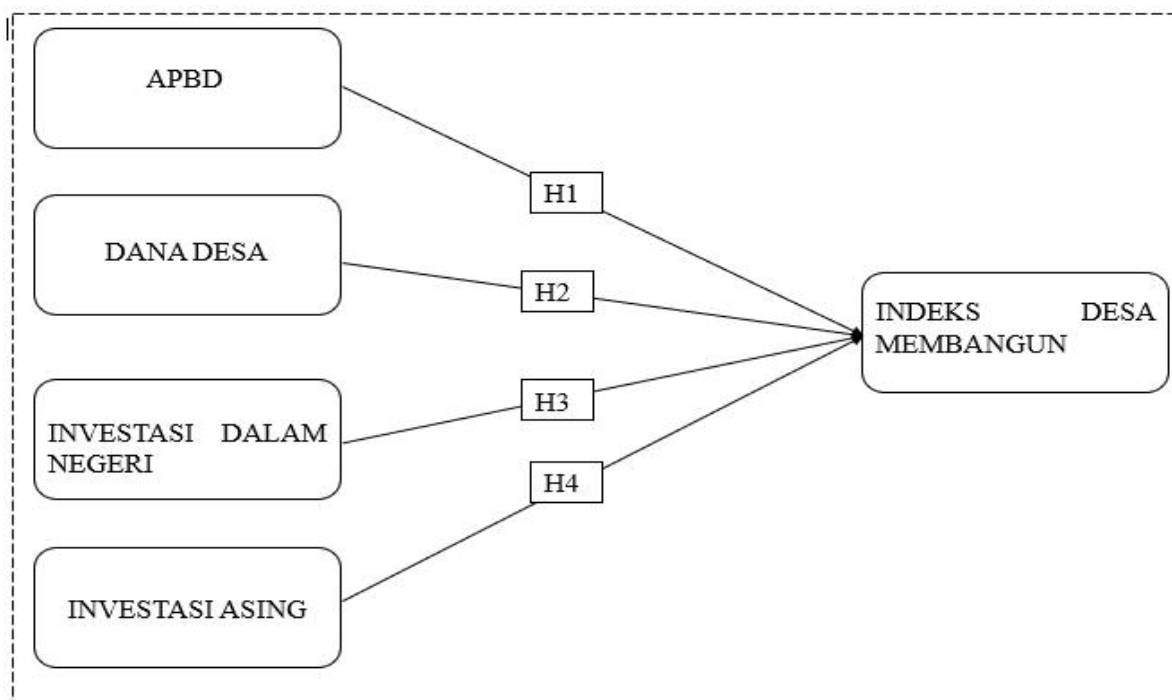 APBD
H1
DANA DESA
H2
INDEKS DESA
MEMBANGUN
H3
INVESTASI DALAM
NEGERI
H4
INVESTASI ASING